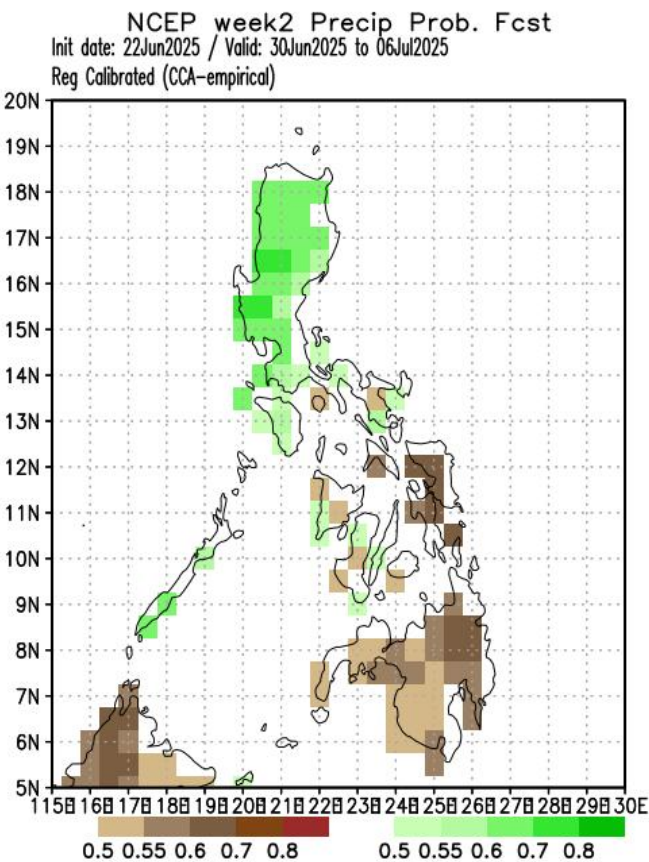 NCEP week2 Precip Prob. Fcst
Init date: 22Jun2025 / Valid: 30Jun2025 to 06Jul2025
Reg Calibrated (CCA-empirical)
20N
19N
18N
17N
16N
15N
14N
13N
12N
11N
10N
9N
8N
7N
6N
5N
115E 116E 117E 118E 119E 120E 121E 122E 123E 124E 125E 126E 127E 128E 129E 130E
0.5 0.55 0.6 0.7 0.8 0.5 0.55 0.6 0.7 0.8